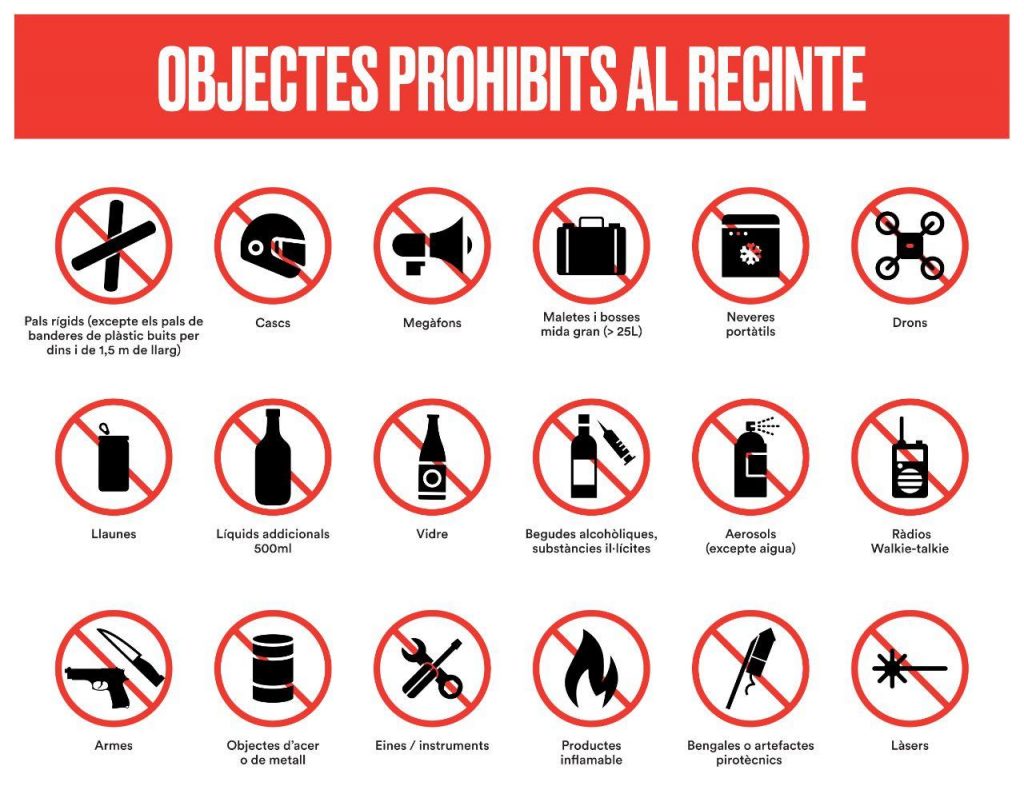 OBJECTES PROHIBITS AL RECINTE
Pals rígids (excepte els pals de
banderes de plàstic buits per
dins i de 1,5 m de llarg)
Cascs
Megàfons
Maletes i bosses
mida gran (> 25L)
Neveres
portàtils
Drons
Llaunes
Líquids addicionals
500ml
Vidre
Begudes alcohòliques,
substàncies il·lícites
Aerosols
(excepte aigua)
Ràdios
Walkie-talkie
Armes
Objectes d'acer
o de metall
Eines / instruments
Productes
inflamable
Bengales o artefactes
pirotècnics
Làsers